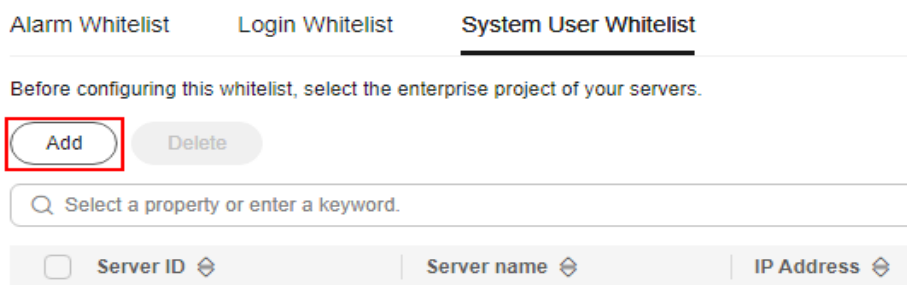 Alarm Whitelist Login Whitelist System User Whitelist
Before configuring this whitelist, select the enterprise project of your servers.
Add Delete
Select a property or enter a keyword.
Server ID Server name IP Address